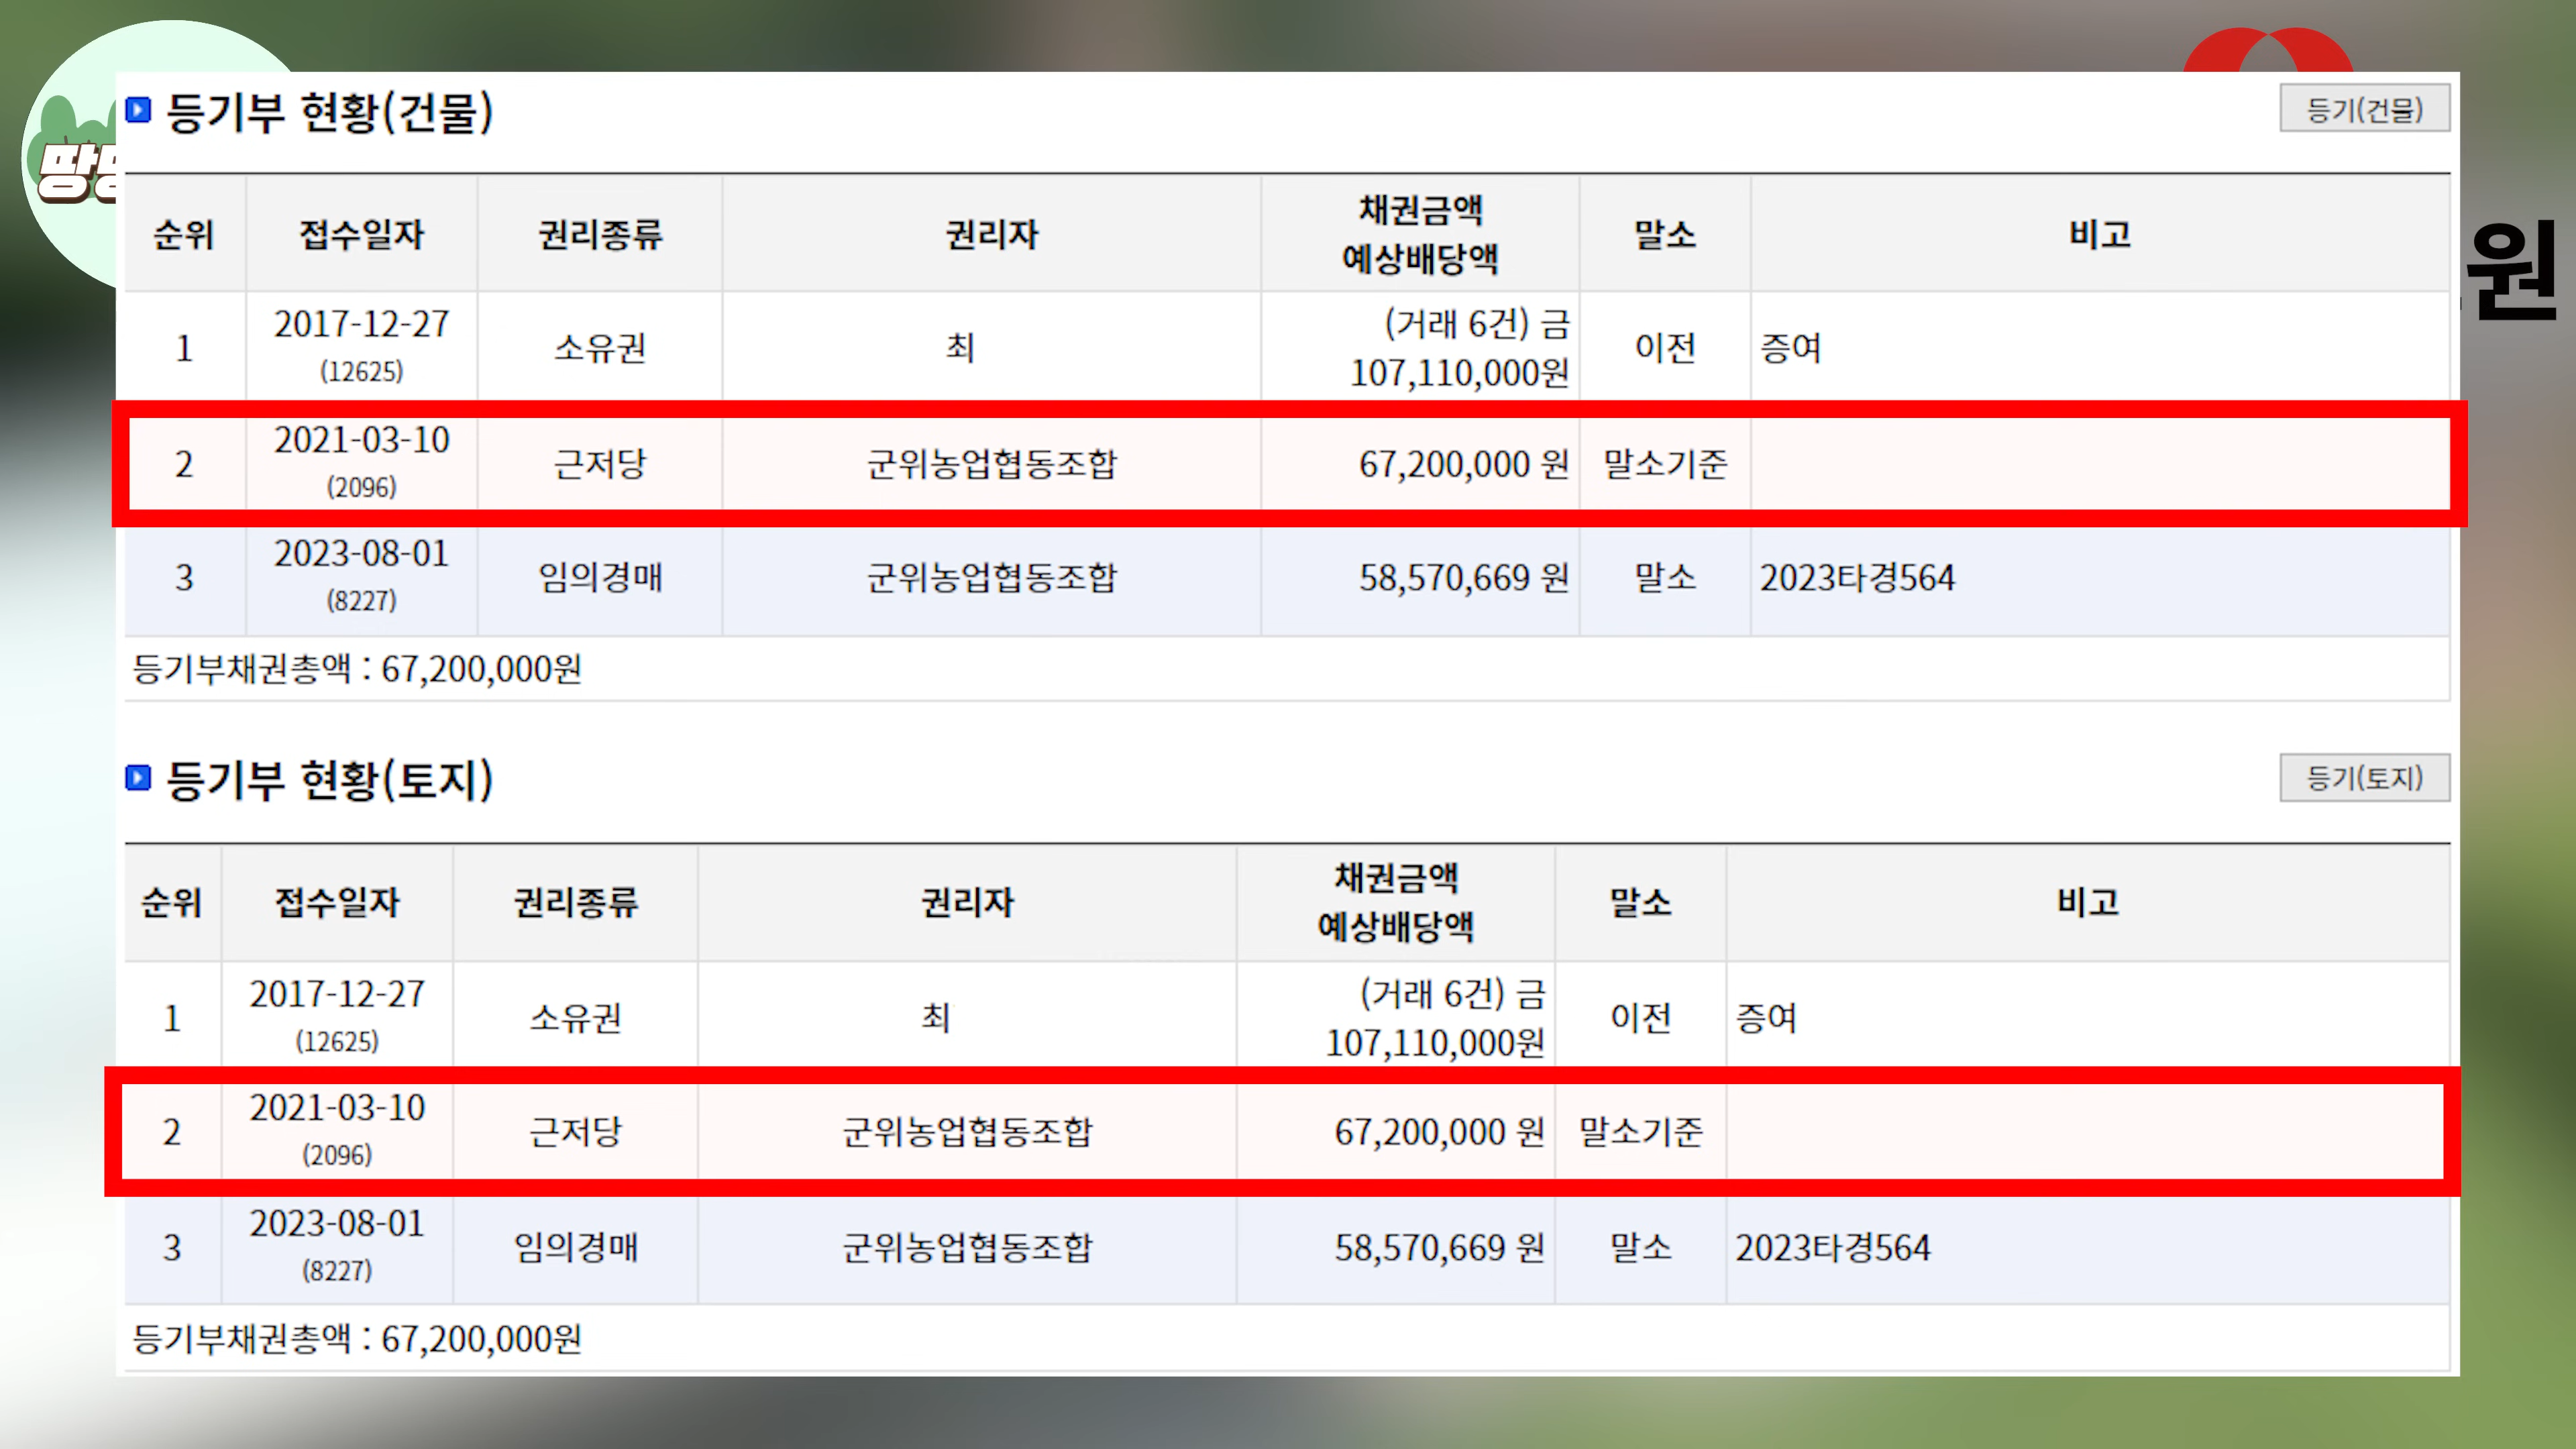 등기부 현황(건물)
등기(건물)
순위 접수일자 권리종류 권리자 채권금액 예상배당액 말소 비고
1 2017-12-27 (12625) 소유권 최 (거래 6건) 금 107,110,000원 이전 증여
2 2021-03-10 (2096) 근저당 군위농업협동조합 67,200,000 원 말소기준
3 2023-08-01 (8227) 임의경매 군위농업협동조합 58,570,669 원 말소 2023타경564
등기부채권총액 : 67,200,000원
등기부 현황(토지)
등기(토지)
순위 접수일자 권리종류 권리자 채권금액 예상배당액 말소 비고
1 2017-12-27 (12625) 소유권 최 (거래 6건) 금 107,110,000원 이전 증여
2 2021-03-10 (2096) 근저당 군위농업협동조합 67,200,000 원 말소기준
3 2023-08-01 (8227) 임의경매 군위농업협동조합 58,570,669 원 말소 2023타경564
등기부채권총액 : 67,200,000원
땅
원